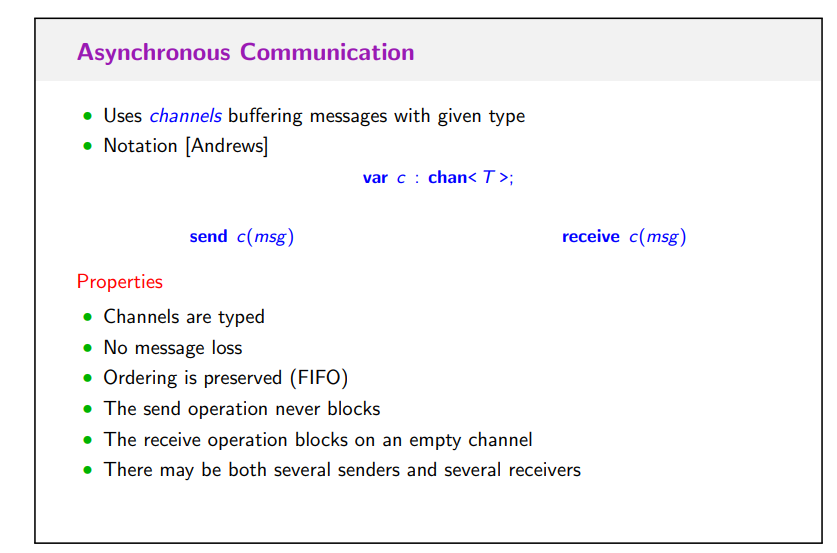 Asynchronous Communication
• Uses channels buffering messages with given type
• Notation [Andrews]
var c : chan< T >;
send c(msg) receive c(msg)
Properties
• Channels are typed
• No message loss
• Ordering is preserved (FIFO)
• The send operation never blocks
• The receive operation blocks on an empty channel
• There may be both several senders and several receivers